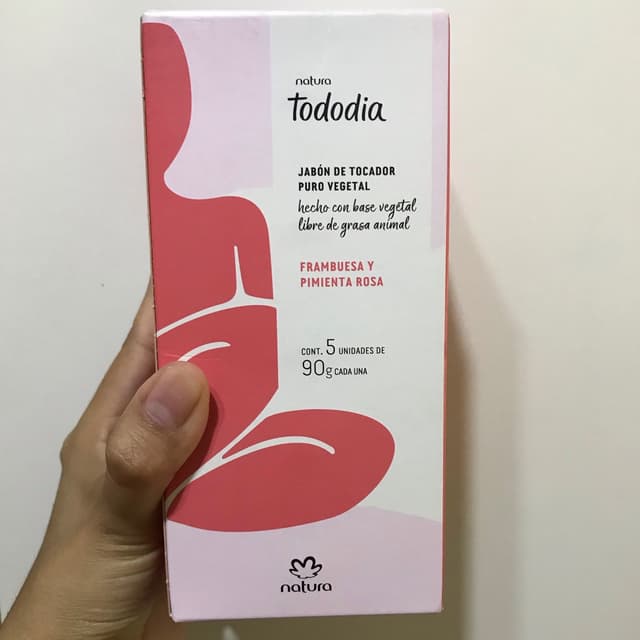 natura
Tododia
JABÓN DE TOCADOR
PURO VEGETAL
hecho con base vegetal
libre de grasa animal
FRAMBUESA Y
PIMIENTA ROSA
CONT. 5 UNIDADES DE
90g CADA UNA
natura